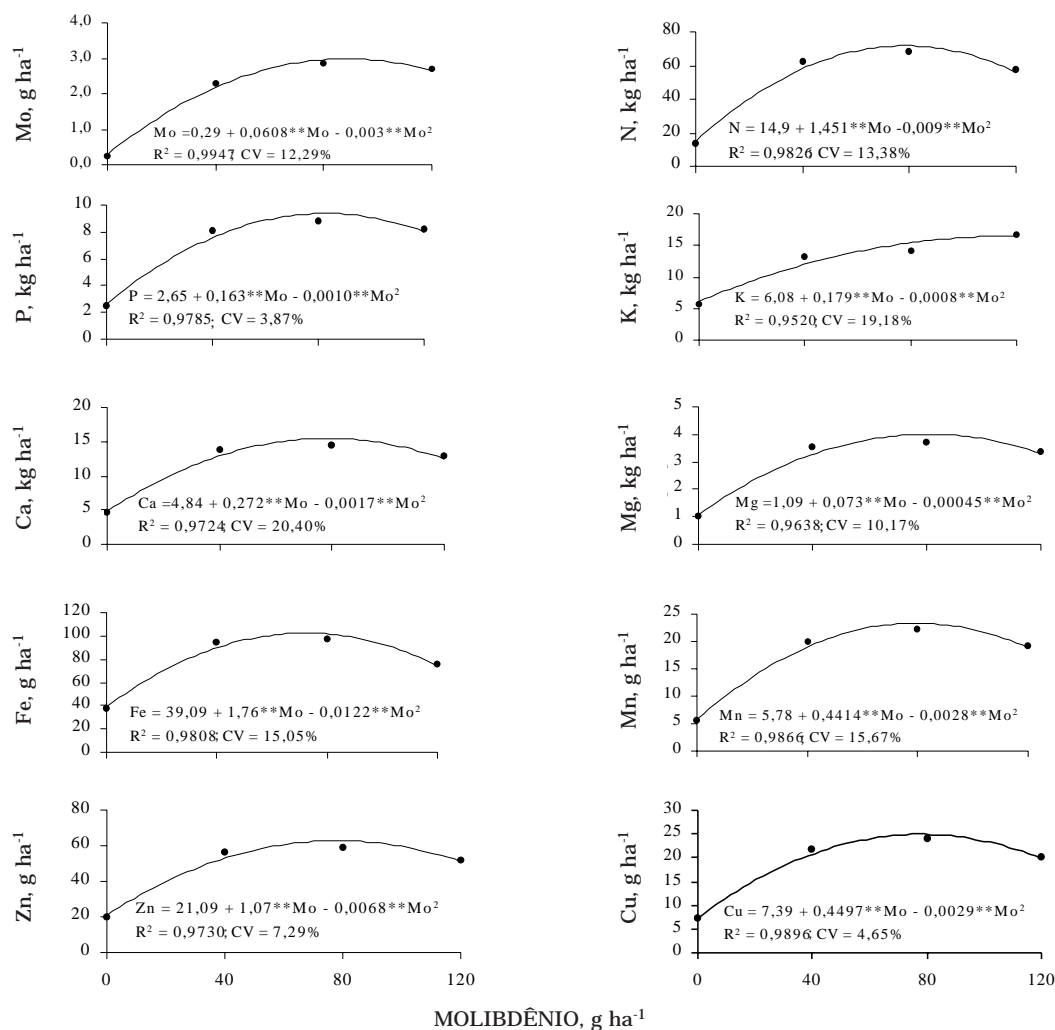 Mo, g ha-1
4,0
3,0
2,0
1,0
0,0
Mo =0,29 + 0,0608**Mo - 0,003**Mo2
R2 = 0,9947; CV = 12,29%
N, kg ha-1
80
60
40
20
0
N = 14,9 + 1,451**Mo -0,009**Mo2
R2 = 0,9826; CV = 13,38%
P, kg ha-1
10
8
6
4
2
0
P = 2,65 + 0,163**Mo - 0,0010**Mo2
R2 = 0,9785; CV = 3,87%
K, kg ha-1
20
15
10
5
0
K = 6,08 + 0,179**Mo - 0,0008**Mo2
R2 = 0,9520; CV = 19,18%
Ca, kg ha-1
20
15
10
5
0
Ca =4,84 + 0,272**Mo - 0,0017**Mo2
R2 = 0,9724; CV = 20,40%
Mg, kg ha-1
5
4
3
2
1
0
Mg =1,09 + 0,073**Mo - 0,00045**Mo2
R2 = 0,9638; CV = 10,17%
Fe, g ha-1
120
100
80
60
40
20
0
Fe = 39,09 + 1,76**Mo - 0,0122**Mo2
R2 = 0,9808; CV = 15,05%
Mn, g ha-1
25
20
15
10
5
0
Mn = 5,78 + 0,4414**Mo - 0,0028**Mo2
R2 = 0,9866; CV = 15,67%
Zn, g ha-1
80
60
40
20
0
Zn = 21,09 + 1,07**Mo - 0,0068**Mo2
R2 = 0,9730; CV = 7,29%
0 40 80 120
Cu, g ha-1
30
25
20
15
10
5
0
Cu = 7,39 + 0,4497**Mo - 0,0029**Mo2
R2 = 0,9896; CV = 4,65%
0 40 80 120
MOLIBDÊNIO, g ha-1